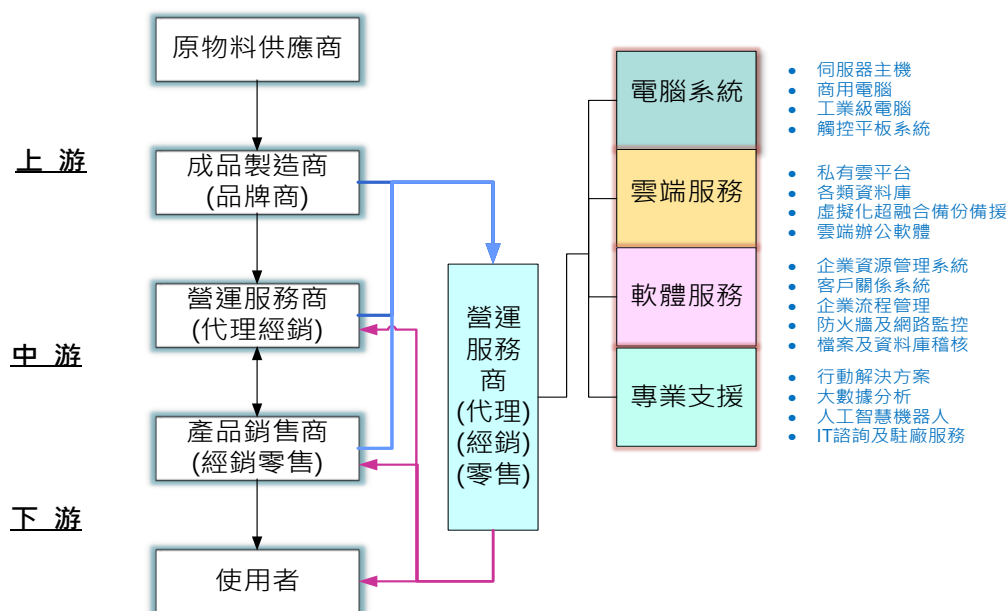 原物料供應商
上 游
成品製造商
(品牌商)
營運服務商
(代理經銷)
中 游
產品銷售商
(經銷零售)
下 游
使用者
營運
服務
商
(代理)
(經銷)
(零售)
電腦系統
伺服器主機
商用電腦
工業級電腦
觸控平板系統
雲端服務
私有雲平台
各類資料庫
虛擬化超融合備份備援
雲端辦公軟體
軟體服務
企業資源管理系統
客戶關係系統
企業流程管理
防火牆及網路監控
檔案及資料庫稽核
專業支援
行動解決方案
大數據分析
人工智慧機器人
IT諮詢及駐廠服務